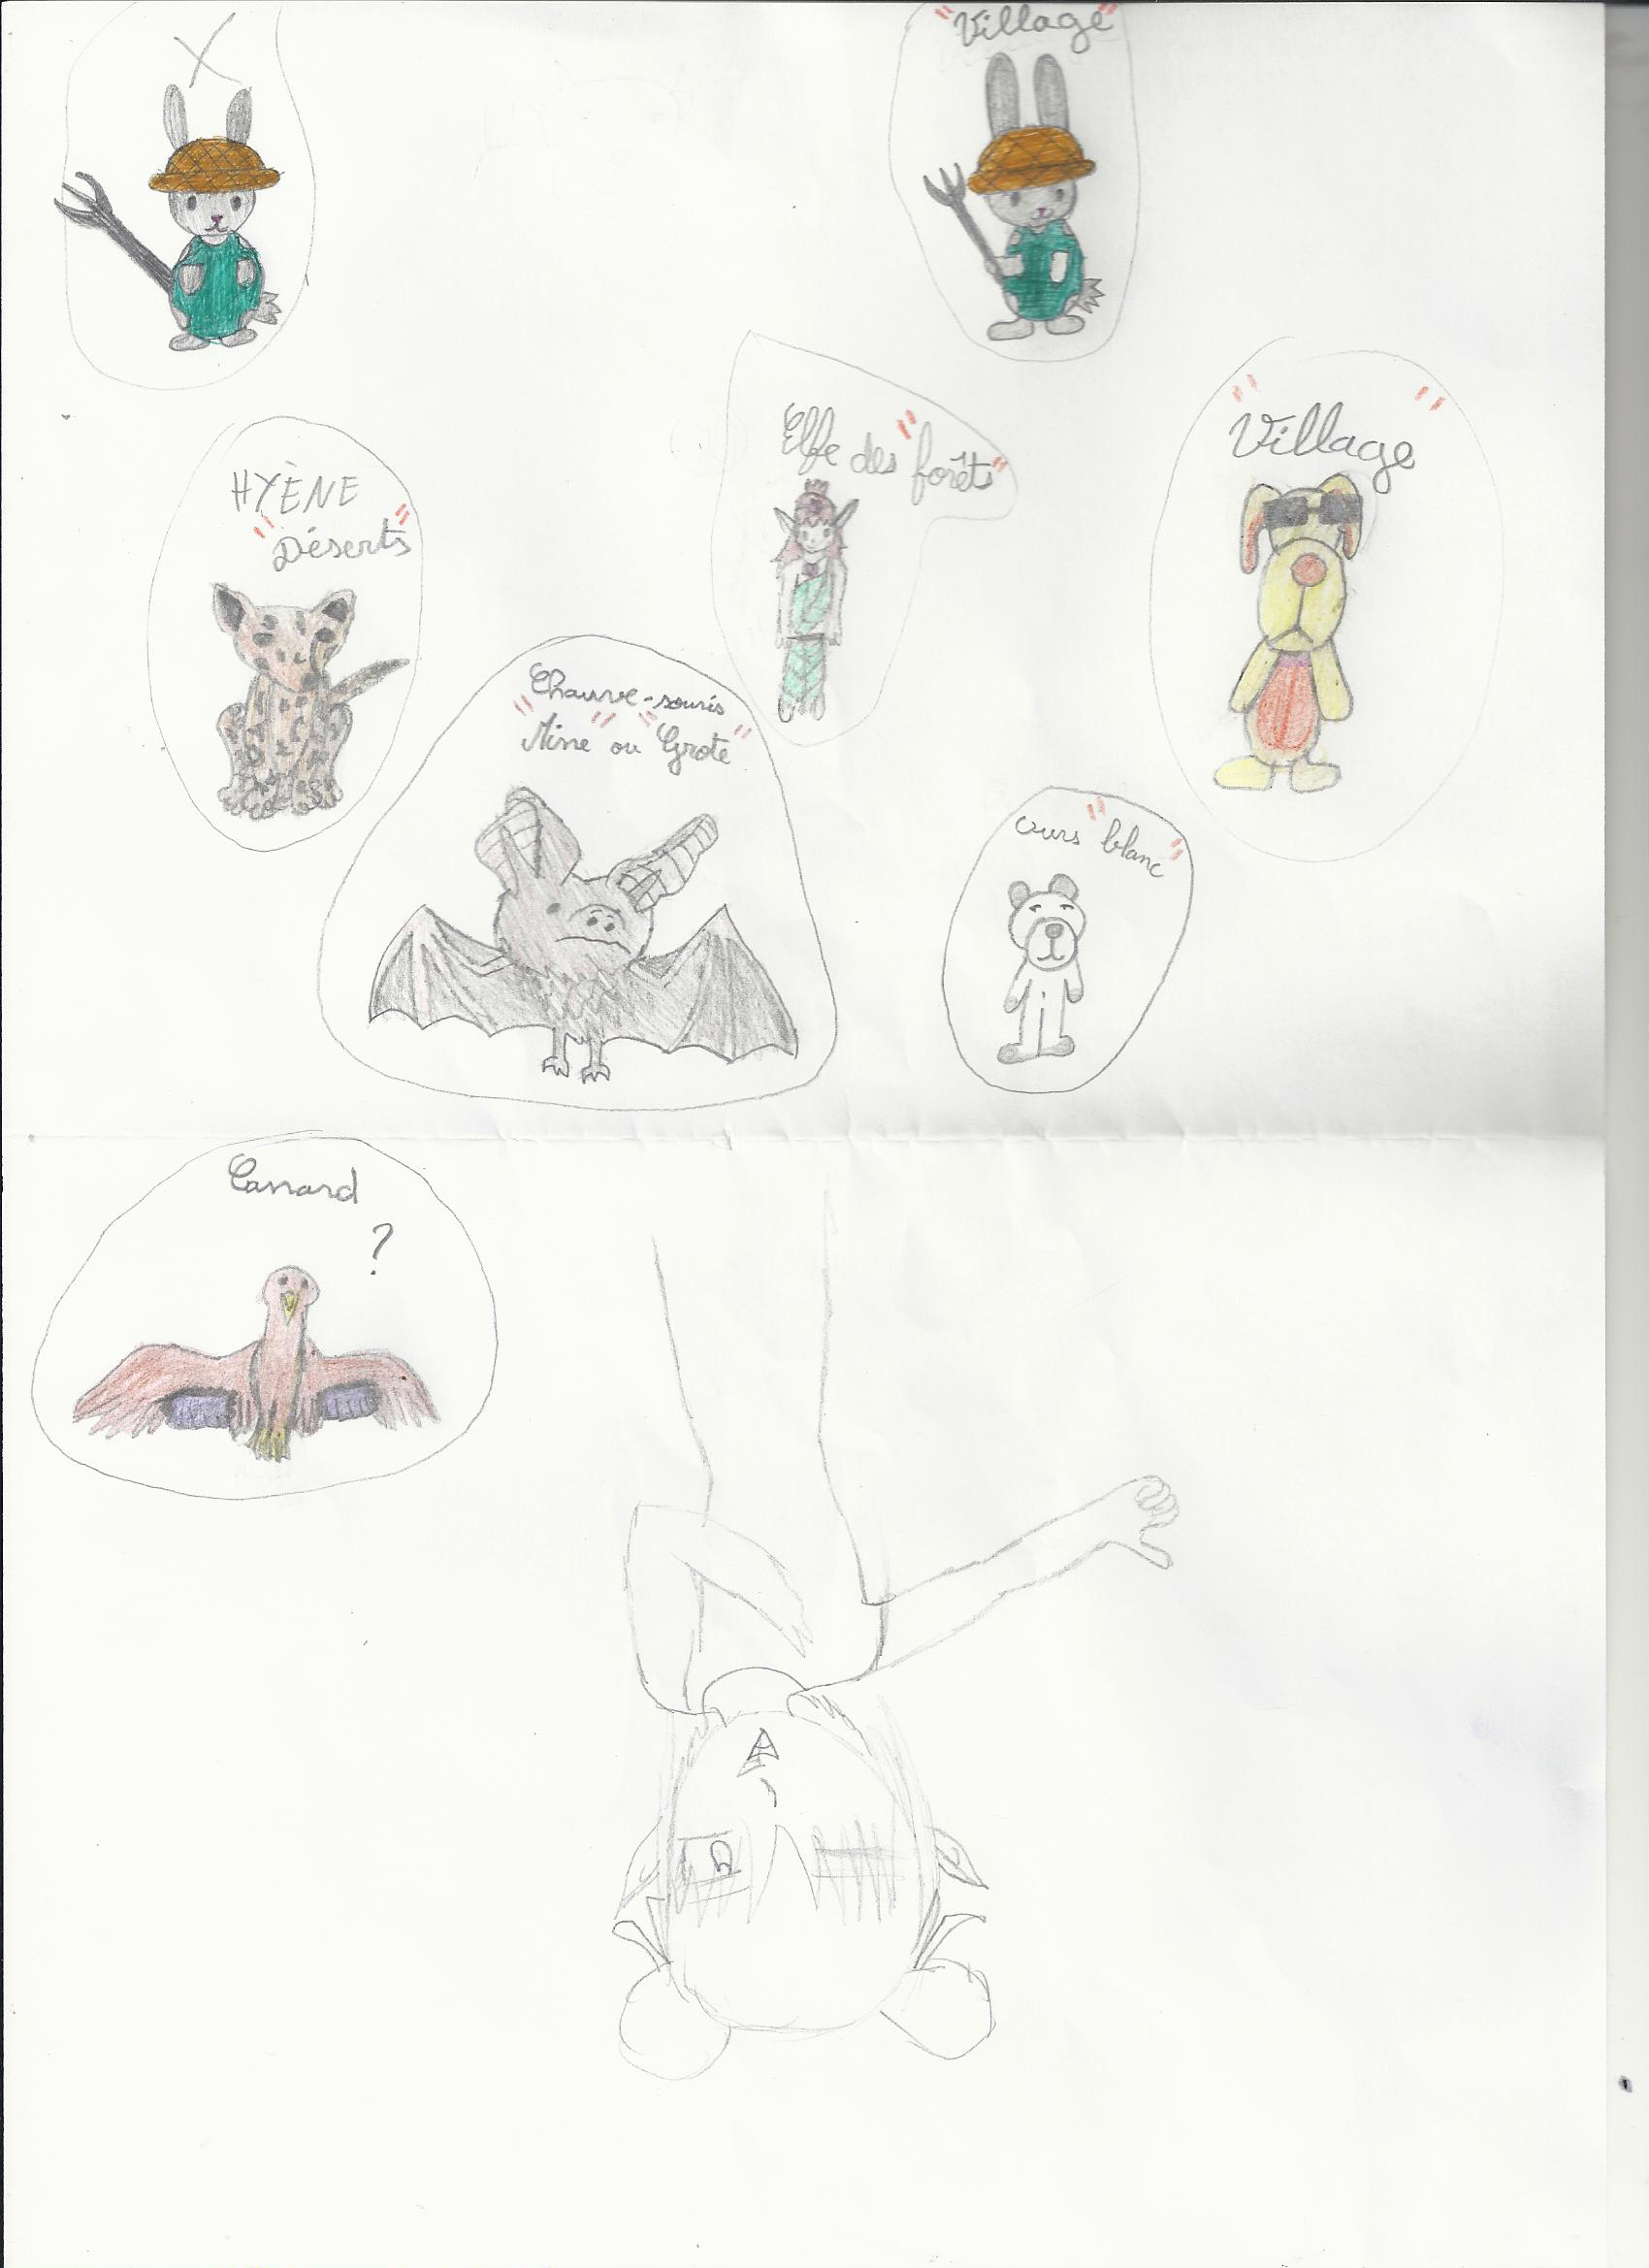 X
"Village"
Elfe des "forêts"
"Village"
HYÈNE
"Déserts"
Chauve-souris
"Mine" ou "Grote"
ours "blanc"
Canard
?